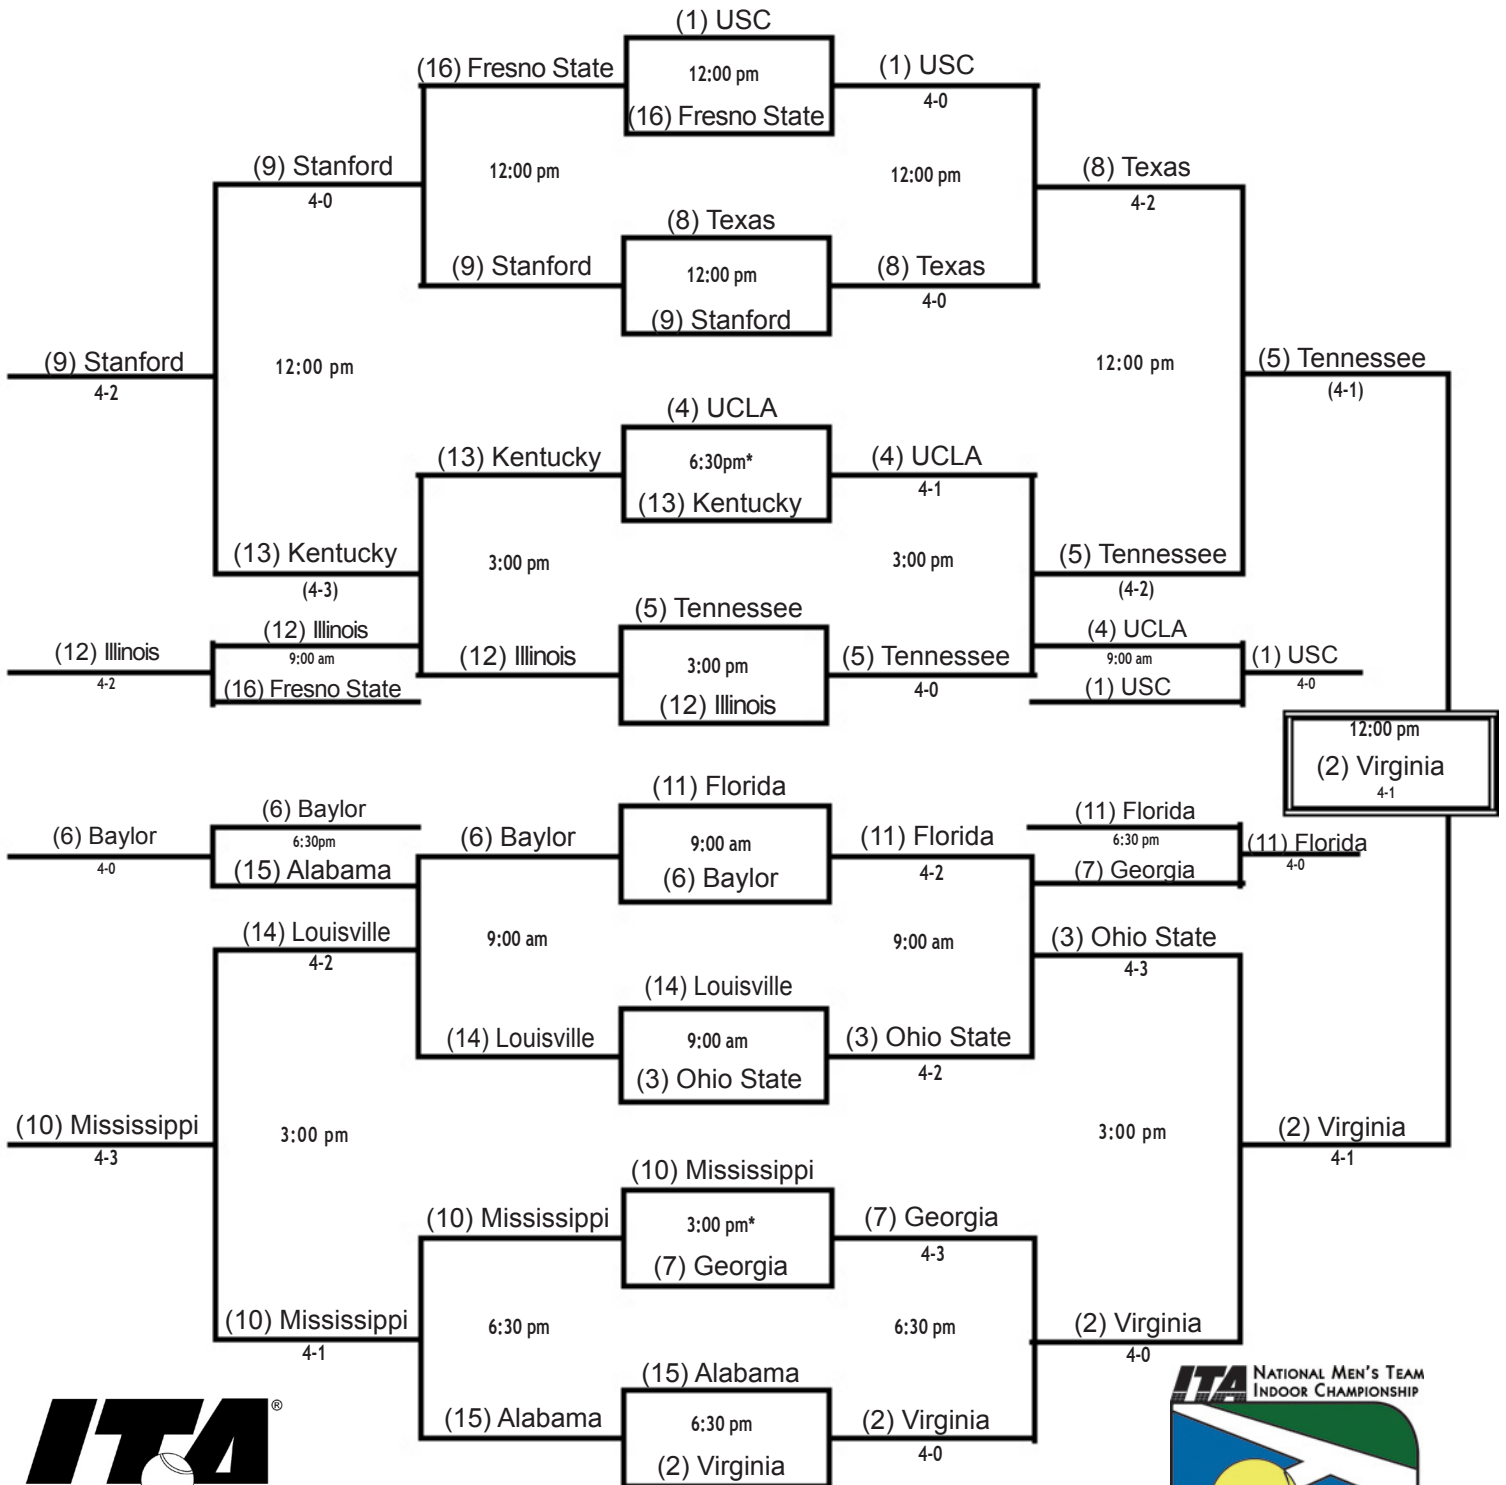 (1) USC
(16) Fresno State
12:00 pm
(1) USC
4-0
(16) Fresno State
(9) Stanford
4-0
12:00 pm
12:00 pm
(8) Texas
4-2
(8) Texas
(9) Stanford
12:00 pm
(8) Texas
4-0
(9) Stanford
(9) Stanford
4-2
12:00 pm
12:00 pm
(5) Tennessee
(4-1)
(4) UCLA
(13) Kentucky
6:30pm*
(4) UCLA
4-1
(13) Kentucky
(13) Kentucky
(4-3)
3:00 pm
3:00 pm
(5) Tennessee
(4-2)
(5) Tennessee
(12) Illinois
4-2
(12) Illinois
9:00 am
(16) Fresno State
(12) Illinois
3:00 pm
(12) Illinois
(5) Tennessee
4-0
(4) UCLA
9:00 am
(1) USC
(1) USC
4-0
12:00 pm
(2) Virginia
4-1
(11) Florida
(6) Baylor
4-0
(6) Baylor
6:30pm
(15) Alabama
(6) Baylor
9:00 am
(6) Baylor
(11) Florida
4-2
(11) Florida
6:30 pm
(7) Georgia
(11) Florida
4-0
(14) Louisville
4-2
9:00 am
9:00 am
(3) Ohio State
4-3
(14) Louisville
(14) Louisville
9:00 am
(3) Ohio State
(3) Ohio State
4-2
(10) Mississippi
4-3
3:00 pm
3:00 pm
(2) Virginia
4-1
(10) Mississippi
(10) Mississippi
3:00 pm*
(7) Georgia
(7) Georgia
4-3
(10) Mississippi
4-1
6:30 pm
6:30 pm
(2) Virginia
4-0
(15) Alabama
(15) Alabama
6:30 pm
(2) Virginia
(2) Virginia
4-0
ITA®
ITA NATIONAL MEN'S TEAM
INDOOR CHAMPIONSHIP